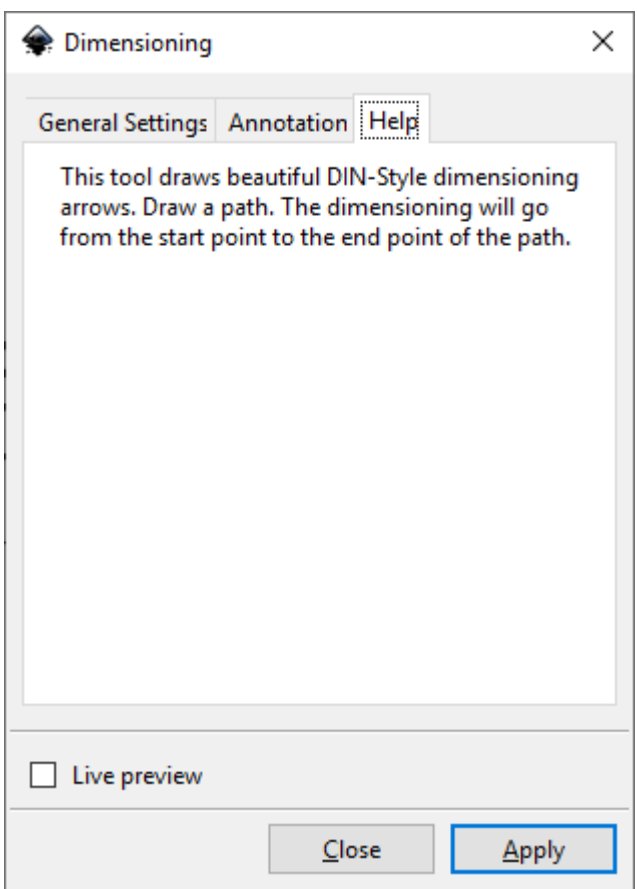 Dimensioning
General Settings Annotation Help
This tool draws beautiful DIN-Style dimensioning
arrows. Draw a path. The dimensioning will go
from the start point to the end point of the path.
Live preview
Close Apply